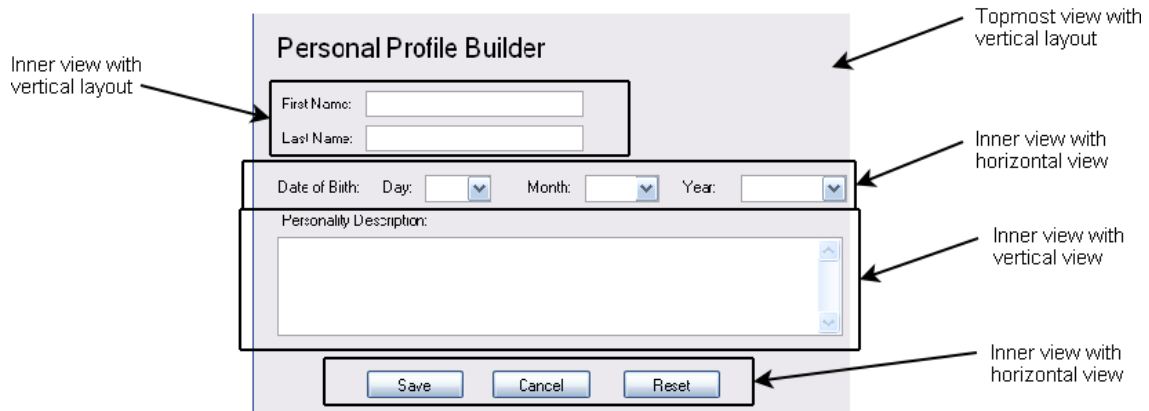 Topmost view with
vertical layout
Personal Profile Builder
Inner view with
vertical layout
First Name:
Last Name:
Inner view with
horizontal view
Date of Birth: Day: Month: Year:
Personality Description:
Inner view with
vertical view
Inner view with
horizontal view
Save Cancel Reset